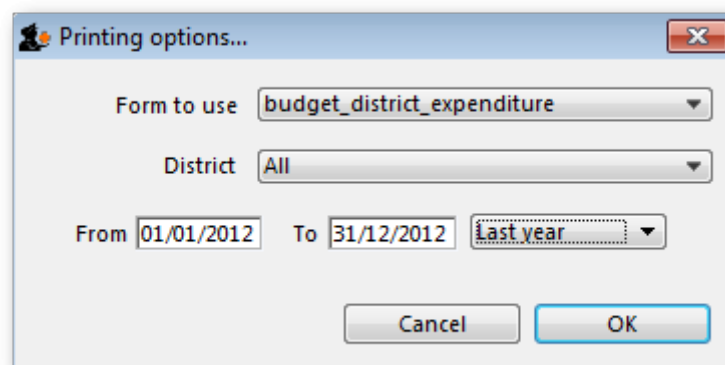 Printing options...
Form to use budget_district_expenditure
District All
From 01/01/2012 To 31/12/2012 Last year
Cancel OK